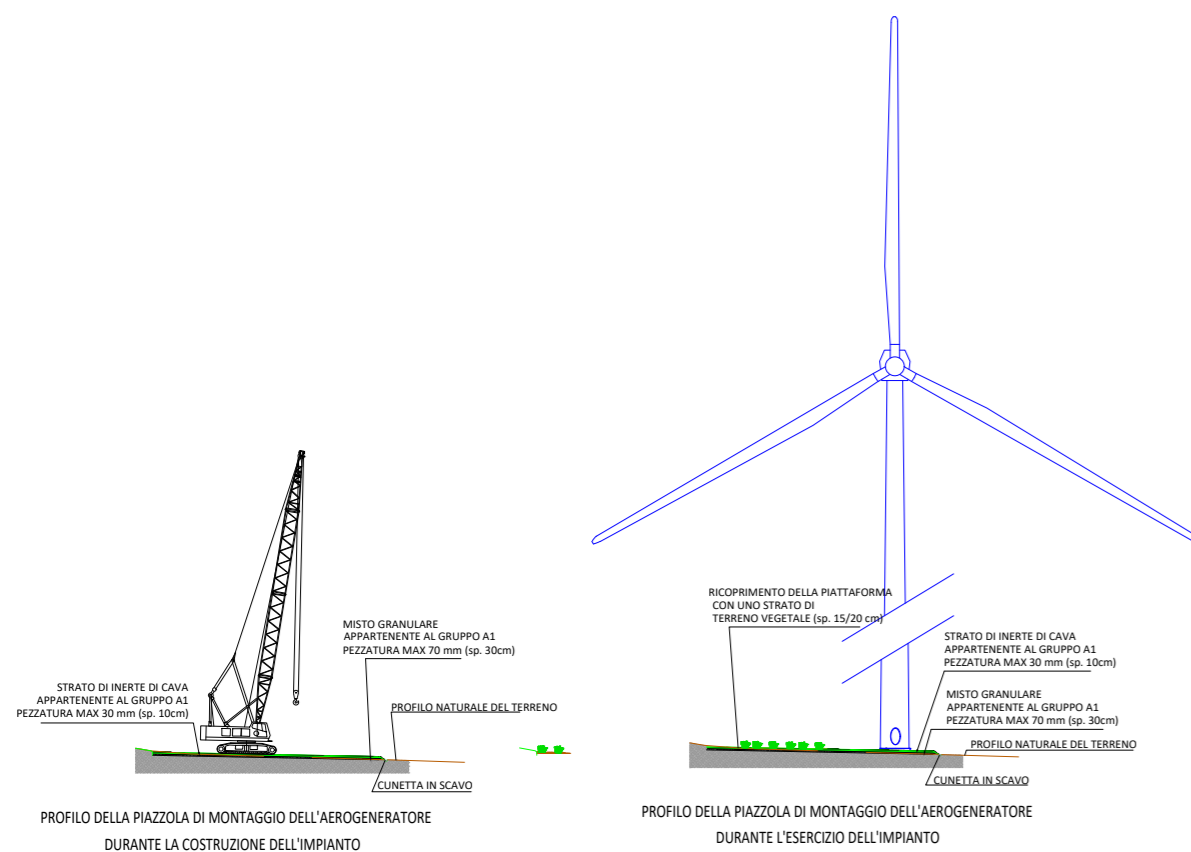 MISTO GRANULARE
APPARTENENTE AL GRUPPO A1
PEZZATURA MAX 70 mm (sp. 30cm)
STRATO DI INERTE DI CAVA
APPARTENENTE AL GRUPPO A1
PEZZATURA MAX 30 mm (sp. 10cm)
PROFILO NATURALE DEL TERRENO
CUNETTA IN SCAVO
PROFILO DELLA PIAZZOLA DI MONTAGGIO DELL'AEROGENERATORE
DURANTE LA COSTRUZIONE DELL'IMPIANTO
RICOPRIMENTO DELLA PIATTAFORMA
CON UNO STRATO DI
TERRENO VEGETALE (sp. 15/20 cm)
STRATO DI INERTE DI CAVA
APPARTENENTE AL GRUPPO A1
PEZZATURA MAX 30 mm (sp. 10cm)
MISTO GRANULARE
APPARTENENTE AL GRUPPO A1
PEZZATURA MAX 70 mm (sp. 30cm)
PROFILO NATURALE DEL TERRENO
CUNETTA IN SCAVO
PROFILO DELLA PIAZZOLA DI MONTAGGIO DELL'AEROGENERATORE
DURANTE L'ESERCIZIO DELL'IMPIANTO